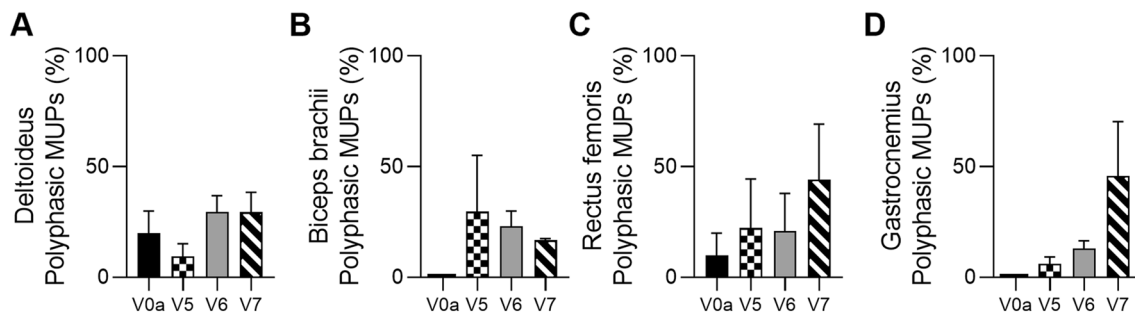 A
Deltoideus
Polyphasic MUPs (%)
100
50
0
V0a V5 V6 V7
B
Biceps brachii
Polyphasic MUPs (%)
100
50
0
V0a V5 V6 V7
C
Rectus femoris
Polyphasic MUPs (%)
100
50
0
V0a V5 V6 V7
D
Gastrocnemius
Polyphasic MUPs (%)
100
50
0
V0a V5 V6 V7